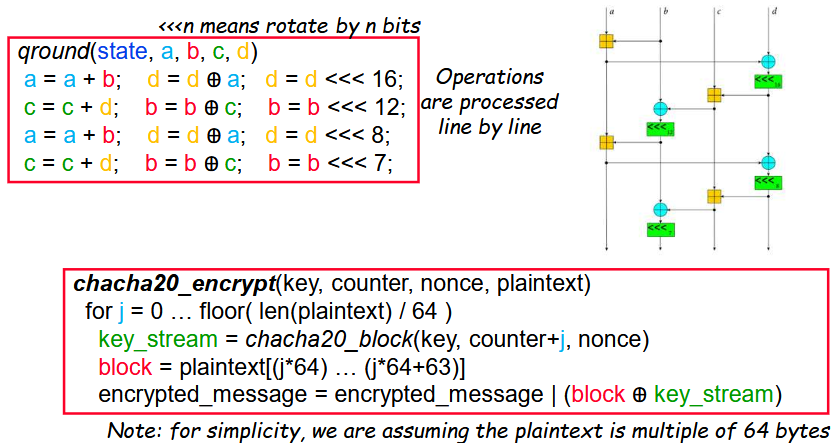 <<<n means rotate by n bits
qround(state, a, b, c, d)
a = a + b; d = d ⊕ a; d = d <<< 16;
c = c + d; b = b ⊕ c; b = b <<< 12;
a = a + b; d = d ⊕ a; d = d <<< 8;
c = c + d; b = b ⊕ c; b = b <<< 7;
Operations
are processed
line by line
a b c d
<<< 16
<<< 12
<<< 8
<<< 7
chacha20_encrypt(key, counter, nonce, plaintext)
for j = 0 … floor( len(plaintext) / 64 )
key_stream = chacha20_block(key, counter+j, nonce)
block = plaintext[(j*64) … (j*64+63)]
encrypted_message = encrypted_message | (block ⊕ key_stream)
Note: for simplicity, we are assuming the plaintext is multiple of 64 bytes